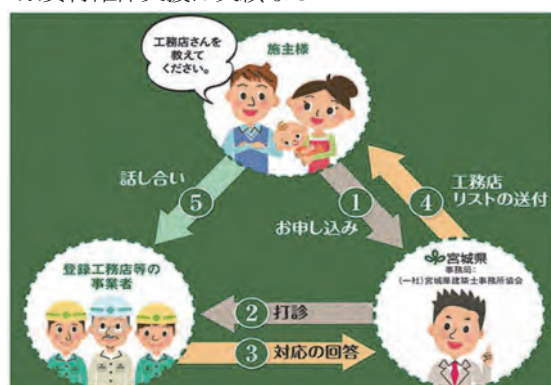 工務店さんを
教えて
ください。
施主様
話し合い
⑤
①
お申し込み
④
工務店
リストの送付
登録工務店等の
事業者
宮城県
事務局：
（一社）宮城県建築士事務所協会
② 打診
③ 対応の回答